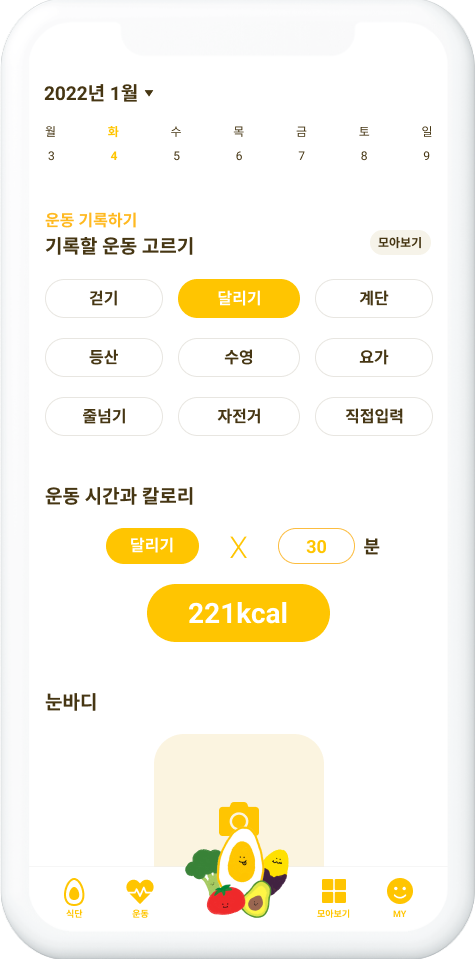 2022년 1월
월 화 수 목 금 토 일
3 4 5 6 7 8 9
운동 기록하기
기록할 운동 고르기
모아보기
걷기 달리기 계단
등산 수영 요가
줄넘기 자전거 직접입력
운동 시간과 칼로리
달리기 X 30 분
221kcal
눈바디
식단 운동 모아보기 MY